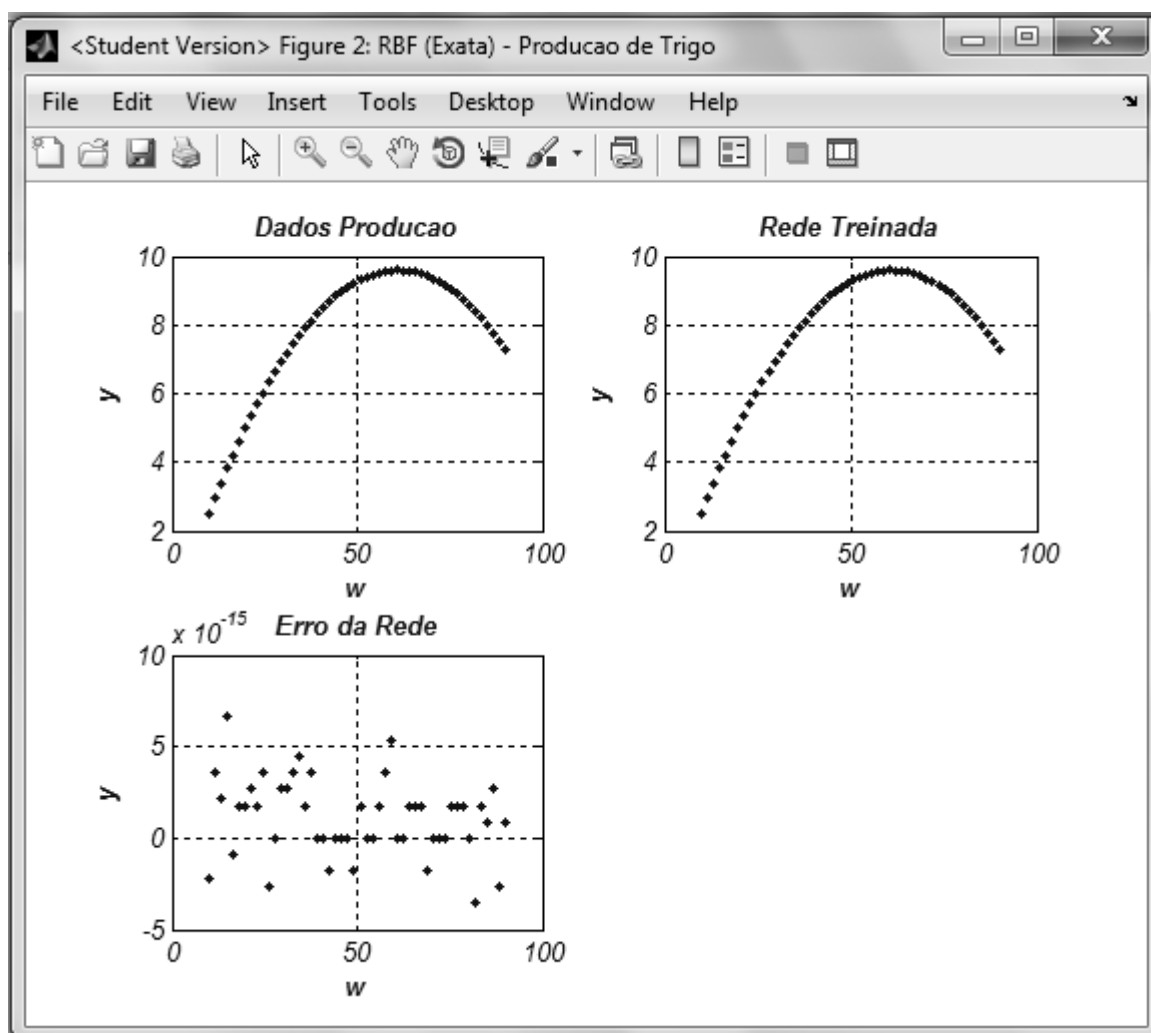 <Student Version> Figure 2: RBF (Exata) - Producao de Trigo
File Edit View Insert Tools Desktop Window Help
Dados Producao
10
8
6
4
2
y
0 50 100
w
Rede Treinada
10
8
6
4
2
y
0 50 100
w
x 10^-15 Erro da Rede
10
5
0
-5
y
0 50 100
w